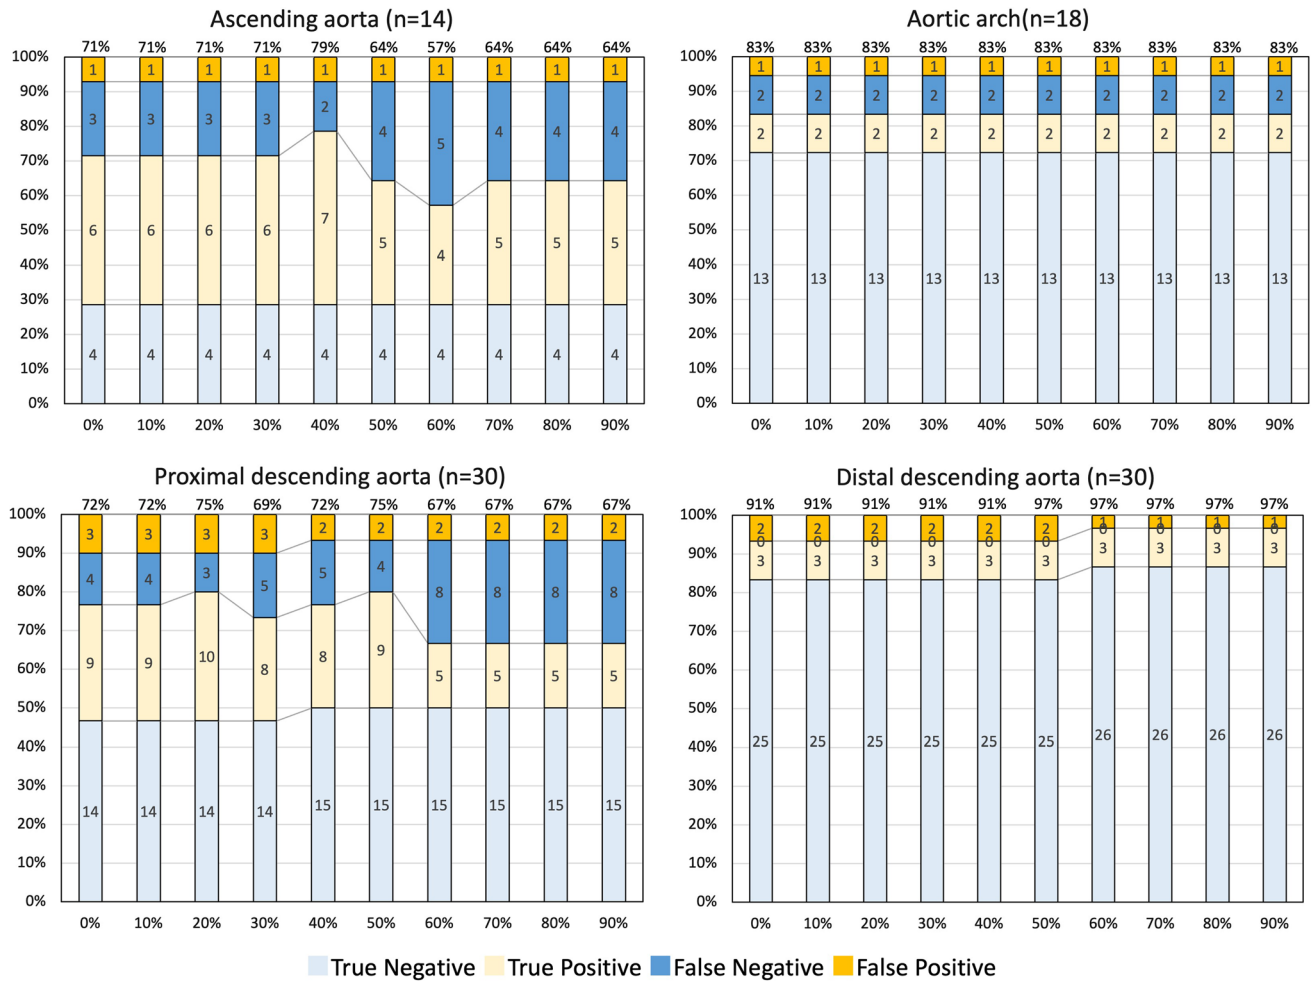 Ascending aorta (n=14)
71% 71% 71% 71% 79% 64% 57% 64% 64% 64%
100% 1 1 1 1 1 1 1 1 1 1
90%
80% 3 3 3 3 2 4 5 4 4 4
70%
60%
50% 6 6 6 6 7 5 4 5 5 5
40%
30%
20%
10% 4 4 4 4 4 4 4 4 4 4
0%
0% 10% 20% 30% 40% 50% 60% 70% 80% 90%
Aortic arch(n=18)
83% 83% 83% 83% 83% 83% 83% 83% 83% 83%
100% 1 1 1 1 1 1 1 1 1 1
90% 2 2 2 2 2 2 2 2 2 2
80% 2 2 2 2 2 2 2 2 2 2
70%
60%
50%
40%
30% 13 13 13 13 13 13 13 13 13 13
20%
10%
0%
0% 10% 20% 30% 40% 50% 60% 70% 80% 90%
Proximal descending aorta (n=30)
72% 72% 75% 69% 72% 75% 67% 67% 67% 67%
100% 3 3 3 3 2 2 2 2 2 2
90%
80% 4 4 3 5 5 4 8 8 8 8
70%
60% 9 9 10 8 8 9 5 5 5 5
50%
40%
30%
20% 14 14 14 14 15 15 15 15 15 15
10%
0%
0% 10% 20% 30% 40% 50% 60% 70% 80% 90%
Distal descending aorta (n=30)
91% 91% 91% 91% 91% 97% 97% 97% 97% 97%
100% 2 2 2 2 2 2 1 1 1 1
0 0 0 0 0 0 0 0 0 0
90% 3 3 3 3 3 3 3 3 3 3
80%
70%
60%
50%
40% 25 25 25 25 25 25 26 26 26 26
30%
20%
10%
0%
0% 10% 20% 30% 40% 50% 60% 70% 80% 90%
True Negative True Positive False Negative False Positive